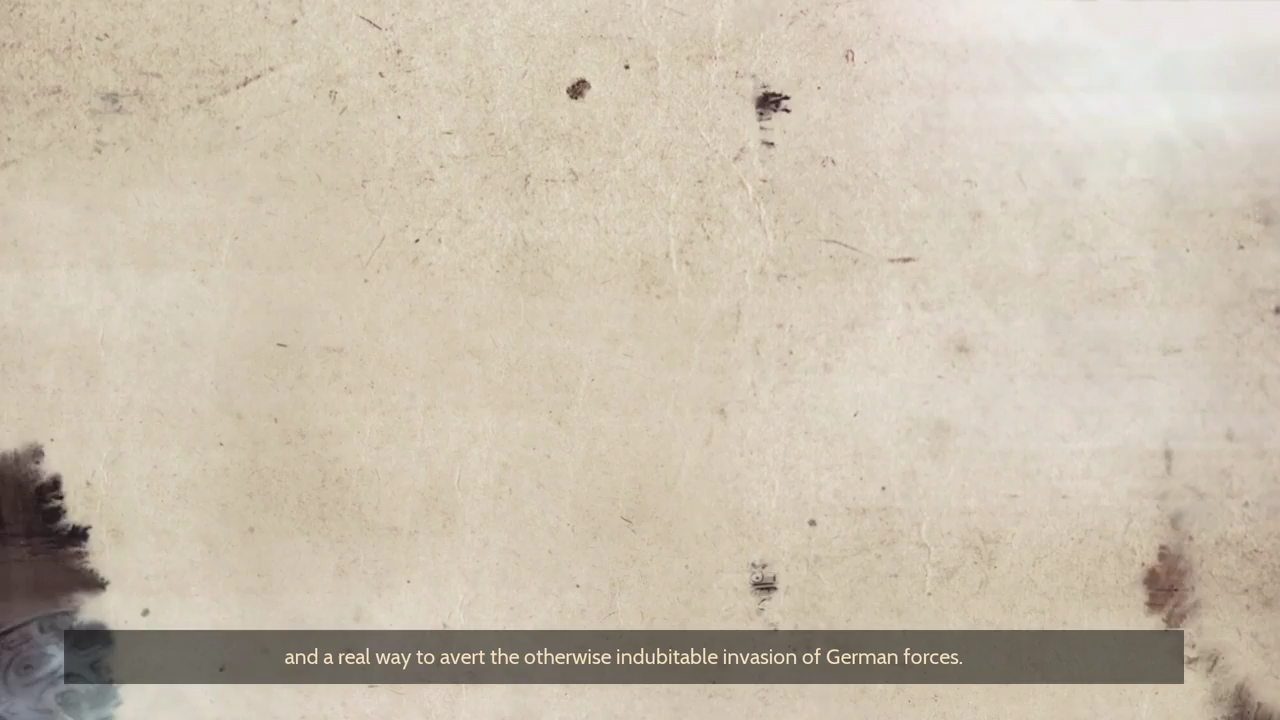 and a real way to avert the otherwise indubitable invasion of German forces.